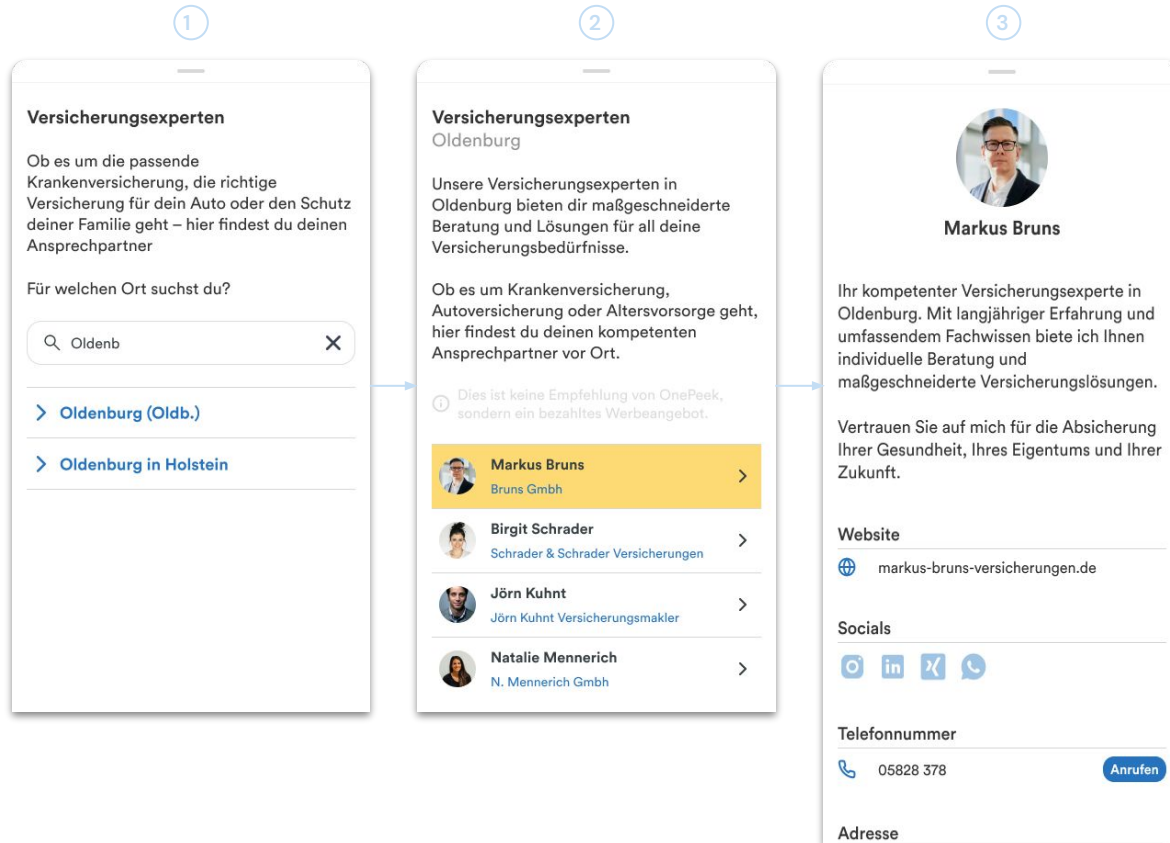 1
Versicherungsexperten
Ob es um die passende
Krankenversicherung, die richtige
Versicherung für dein Auto oder den Schutz
deiner Familie geht – hier findest du deinen
Ansprechpartner
Für welchen Ort suchst du?
Oldenb
Oldenburg (Oldb.)
Oldenburg in Holstein
2
Versicherungsexperten
Oldenburg
Unsere Versicherungsexperten in
Oldenburg bieten dir maßgeschneiderte
Beratung und Lösungen für all deine
Versicherungsbedürfnisse.
Ob es um Krankenversicherung,
Autoversicherung oder Altersvorsorge geht,
hier findest du deinen kompetenten
Ansprechpartner vor Ort.
Dies ist keine Empfehlung von OnePeek,
sondern ein bezahltes Werbeangebot.
Markus Bruns
Bruns Gmbh
Birgit Schrader
Schrader & Schrader Versicherungen
Jörn Kuhnt
Jörn Kuhnt Versicherungsmakler
Natalie Mennerich
N. Mennerich Gmbh
3
Markus Bruns
Ihr kompetenter Versicherungsexperte in
Oldenburg. Mit langjähriger Erfahrung und
umfassendem Fachwissen biete ich Ihnen
individuelle Beratung und
maßgeschneiderte Versicherungslösungen.
Vertrauen Sie auf mich für die Absicherung
Ihrer Gesundheit, Ihres Eigentums und Ihrer
Zukunft.
Website
markus-bruns-versicherungen.de
Socials
in
Telefonnummer
05828 378
Anrufen
Adresse